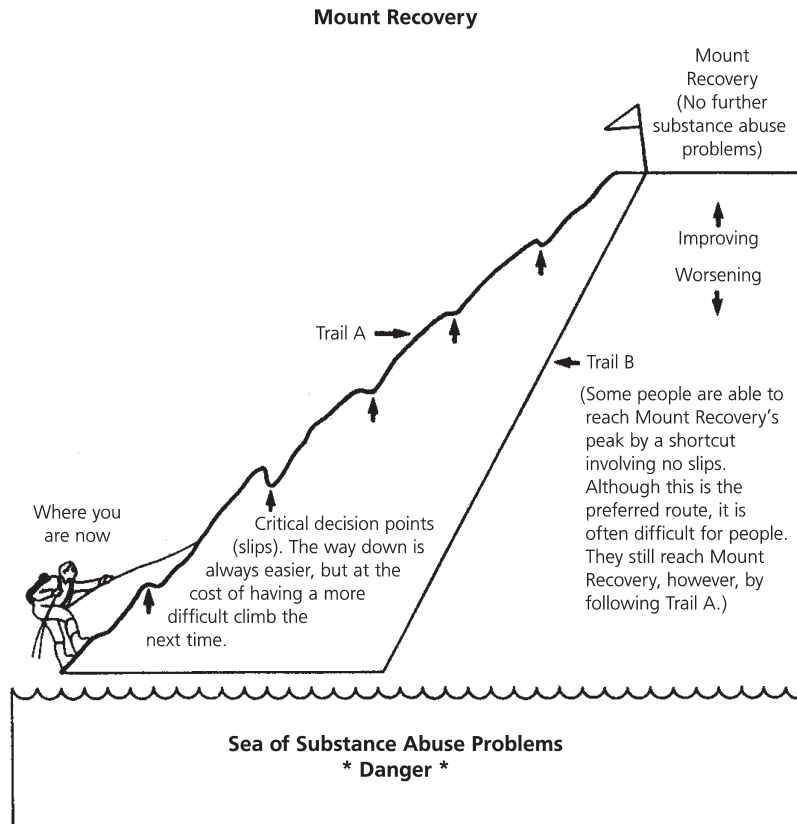 Mount Recovery
Mount
Recovery
(No further
substance abuse
problems)
Improving
Worsening
Trail A
Trail B
(Some people are able to
reach Mount Recovery’s
peak by a shortcut
involving no slips.
Although this is the
preferred route, it is
often difficult for people.
They still reach Mount
Recovery, however, by
following Trail A.)
Where you
are now
Critical decision points
(slips). The way down is
always easier, but at the
cost of having a more
difficult climb the
next time.
Sea of Substance Abuse Problems
* Danger *